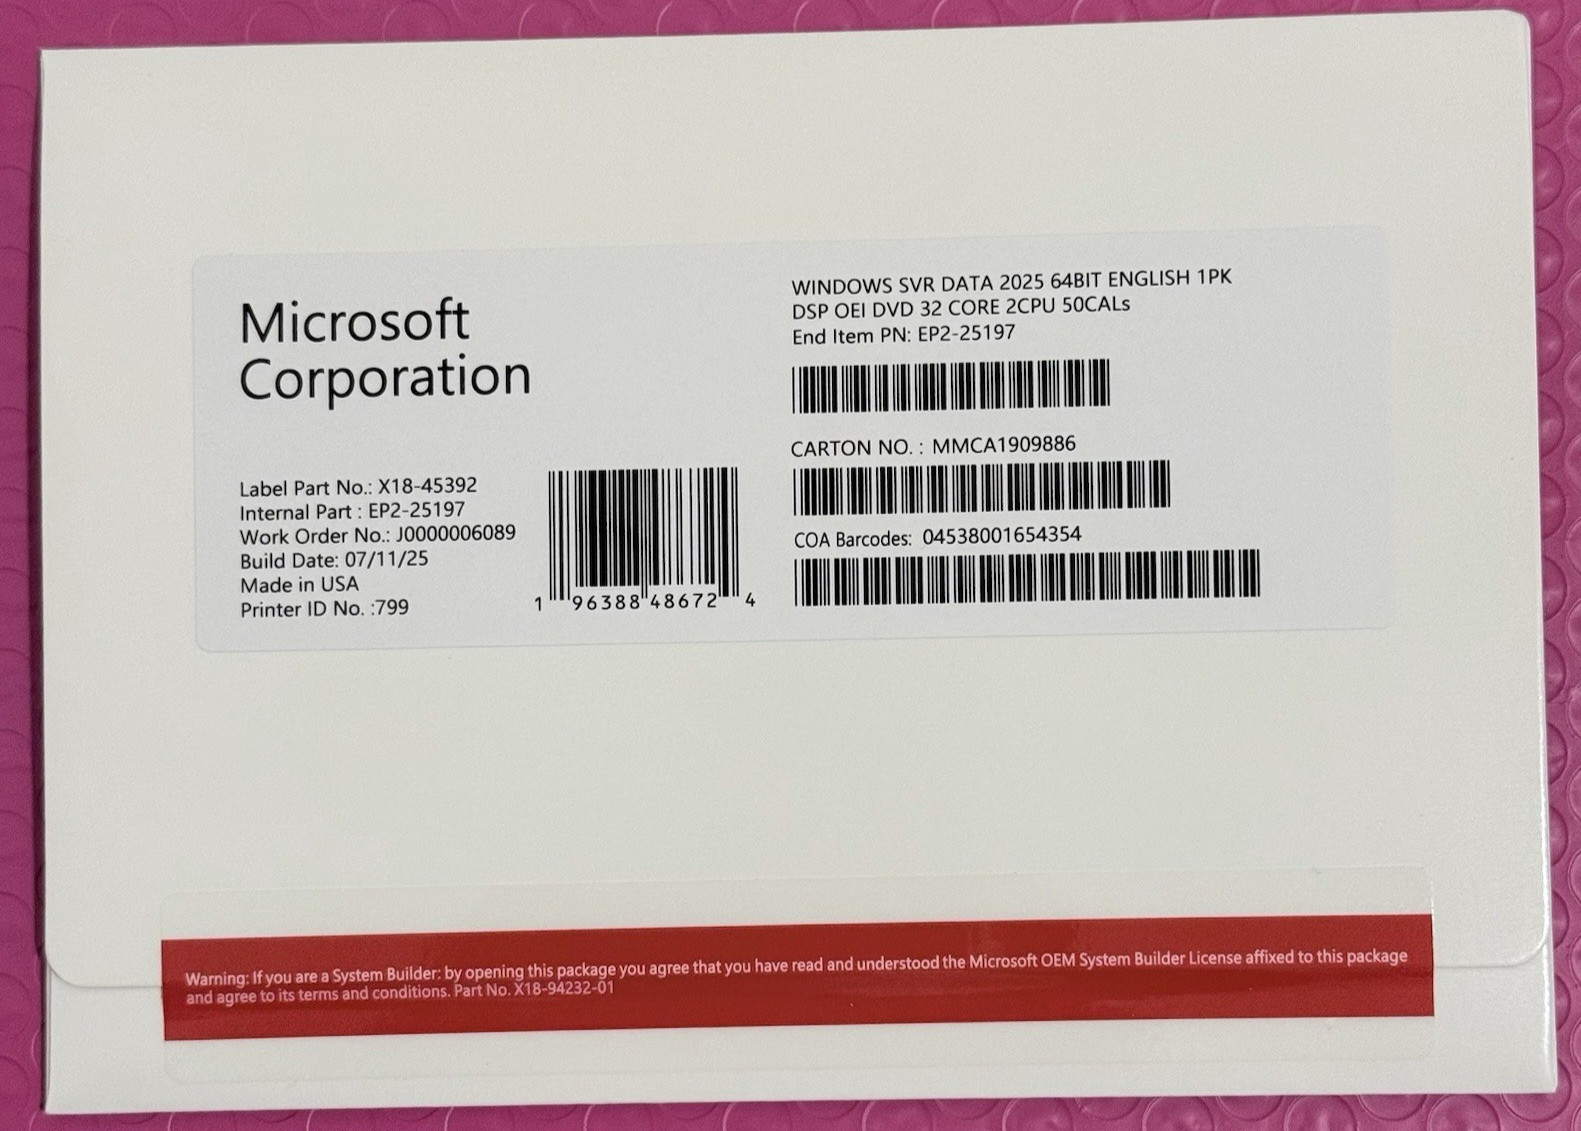 Microsoft
Corporation
Label Part No.: X18-45392
Internal Part : EP2-25197
Work Order No.: J0000006089
Build Date: 07/11/25
Made in USA
Printer ID No. :799
1 96388 48672 4
WINDOWS SVR DATA 2025 64BIT ENGLISH 1PK
DSP OEI DVD 32 CORE 2CPU 50CALs
End Item PN: EP2-25197
CARTON NO. : MMCA1909886
COA Barcodes: 04538001654354
Warning: If you are a System Builder: by opening this package you agree that you have read and understood the Microsoft OEM System Builder License affixed to this package
and agree to its terms and conditions. Part No. X18-94232-01